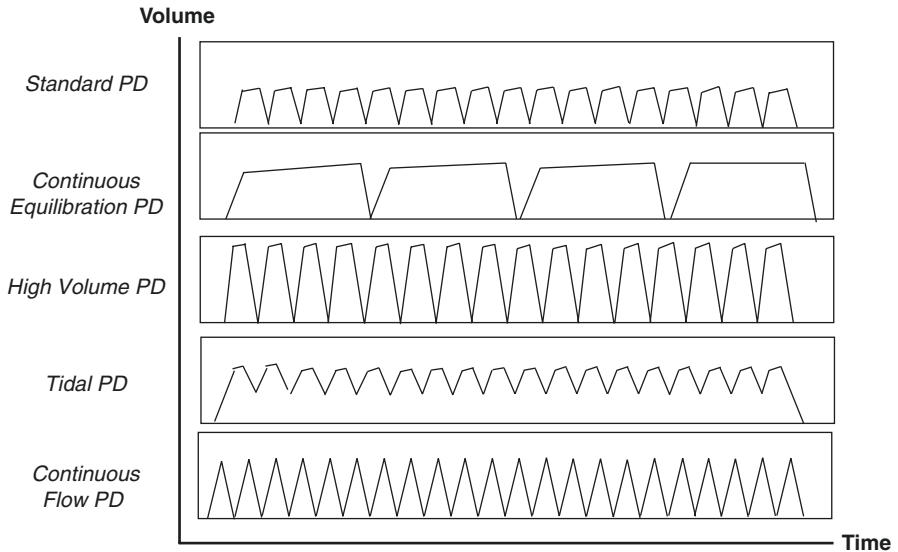 Volume
Standard PD
Continuous
Equilibration PD
High Volume PD
Tidal PD
Continuous
Flow PD
Time